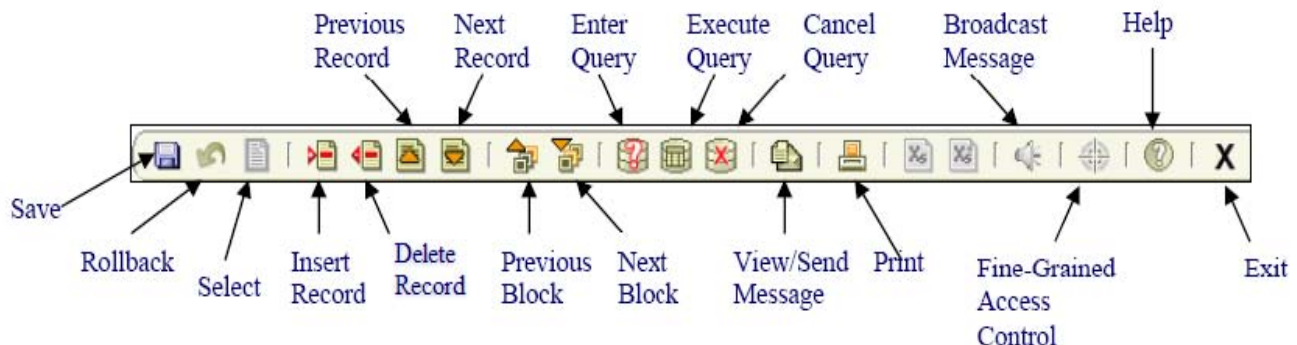 Previous
Record
Next
Record
Enter
Query
Execute
Query
Cancel
Query
Broadcast
Message
Help
Save
Rollback
Select
Insert
Record
Delete
Record
Previous
Block
Next
Block
View/Send
Message
Print
Fine-Grained
Access
Control
Exit